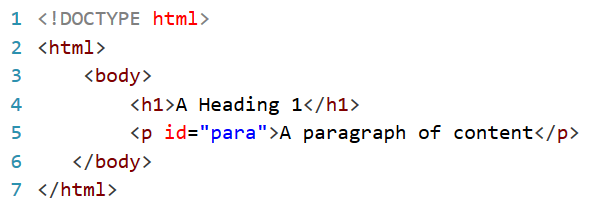 1 <!DOCTYPE html>
2 <html>
3     <body>
4         <h1>A Heading 1</h1>
5         <p id="para">A paragraph of content</p>
6    </body>
7 </html>